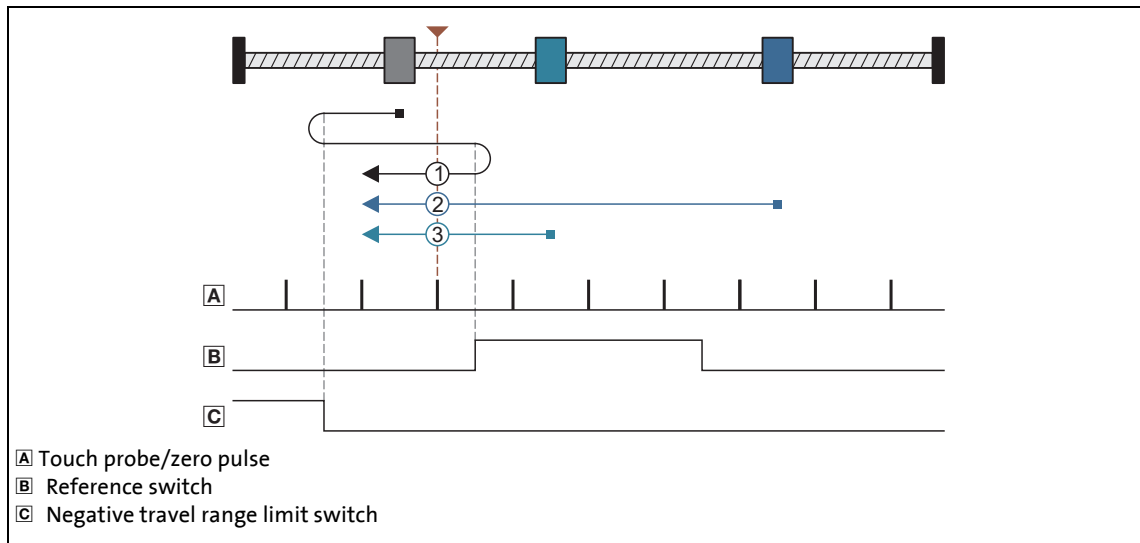 1
2
3
A
B
C
A Touch probe/zero pulse
B Reference switch
C Negative travel range limit switch